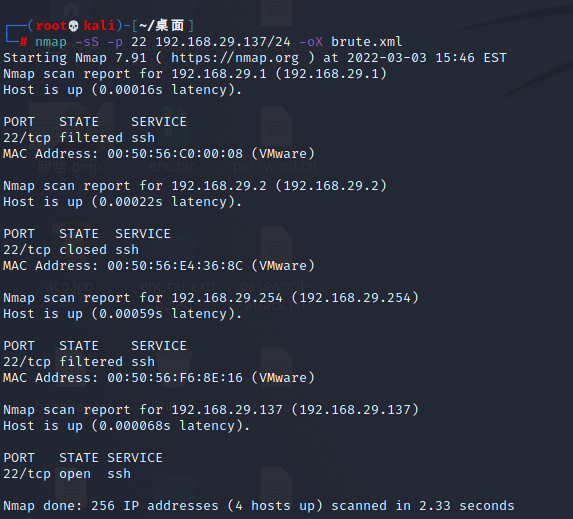 ┌──(root💀kali)-[~/桌面]
└─# nmap -sS -p 22 192.168.29.137/24 -oX brute.xml
Starting Nmap 7.91 ( https://nmap.org ) at 2022-03-03 15:46 EST
Nmap scan report for 192.168.29.1 (192.168.29.1)
Host is up (0.00016s latency).

PORT   STATE    SERVICE
22/tcp filtered ssh
MAC Address: 00:50:56:C0:00:08 (VMware)

Nmap scan report for 192.168.29.2 (192.168.29.2)
Host is up (0.00022s latency).

PORT   STATE  SERVICE
22/tcp closed ssh
MAC Address: 00:50:56:E4:36:8C (VMware)

Nmap scan report for 192.168.29.254 (192.168.29.254)
Host is up (0.00059s latency).

PORT   STATE    SERVICE
22/tcp filtered ssh
MAC Address: 00:50:56:F6:8E:16 (VMware)

Nmap scan report for 192.168.29.137 (192.168.29.137)
Host is up (0.000068s latency).

PORT   STATE SERVICE
22/tcp open  ssh

Nmap done: 256 IP addresses (4 hosts up) scanned in 2.33 seconds